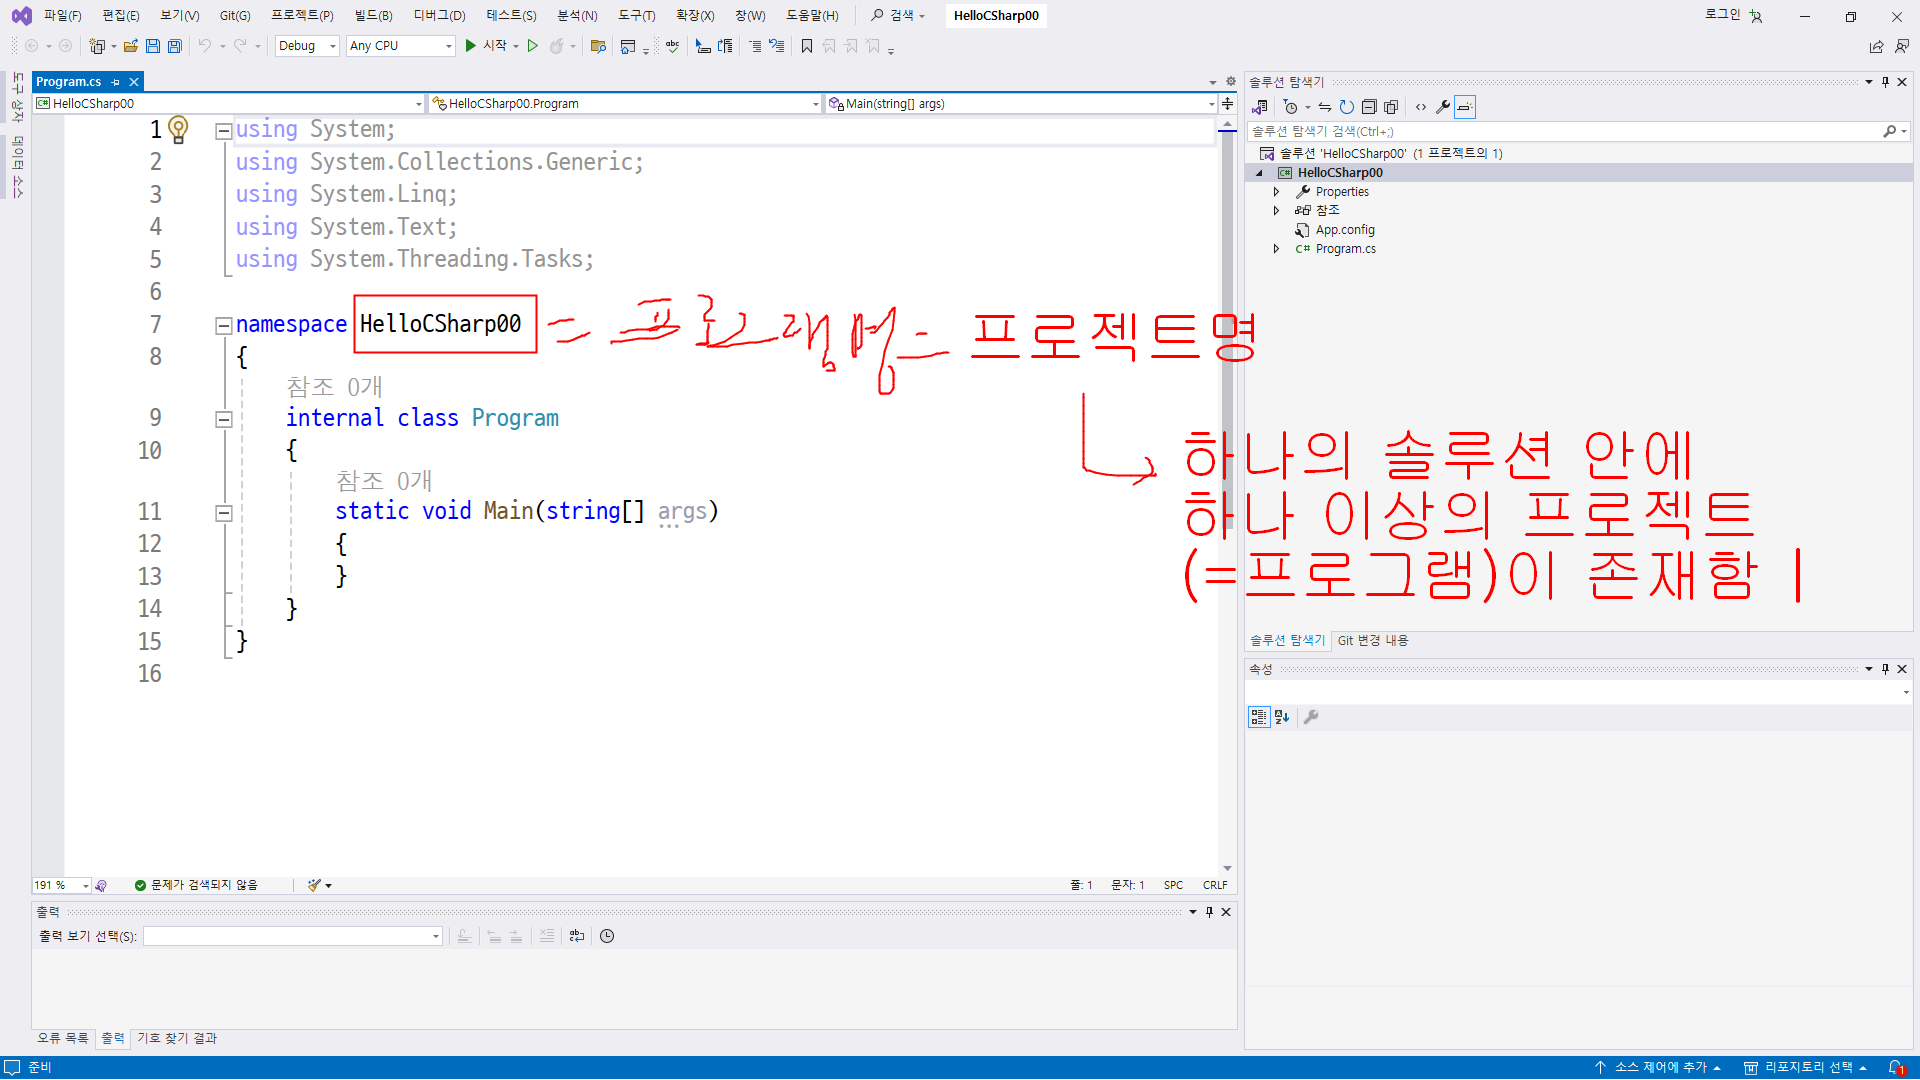 파일(F) 편집(E) 보기(V) Git(G) 프로젝트(P) 빌드(B) 디버그(D) 테스트(S) 분석(N) 도구(T) 확장(X) 창(W) 도움말(H) 검색 HelloCSharp00 로그인
Debug Any CPU 시작
도구 상자
데이터 소스
Program.cs
HelloCSharp00 HelloCSharp00.Program Main(string[] args)
1 using System;
2 using System.Collections.Generic;
3 using System.Linq;
4 using System.Text;
5 using System.Threading.Tasks;
6
7 namespace HelloCSharp00 = 프로그램명 = 프로젝트명
8 {
참조 0개
9 internal class Program
10 {
참조 0개
11 static void Main(string[] args)
12 {
13 }
14 }
15 }
16
하나의 솔루션 안에
하나 이상의 프로젝트
(=프로그램)이 존재함
191 % 문제가 검색되지 않음 줄: 1 문자: 1 SPC CRLF
출력
출력 보기 선택(S):
오류 목록 출력 기호 찾기 결과
솔루션 탐색기
솔루션 탐색기 검색(Ctrl+;)
솔루션 'HelloCSharp00' (1 프로젝트의 1)
HelloCSharp00
Properties
참조
App.config
C# Program.cs
솔루션 탐색기 Git 변경 내용
속성
준비 소스 제어에 추가 리포지토리 선택 1